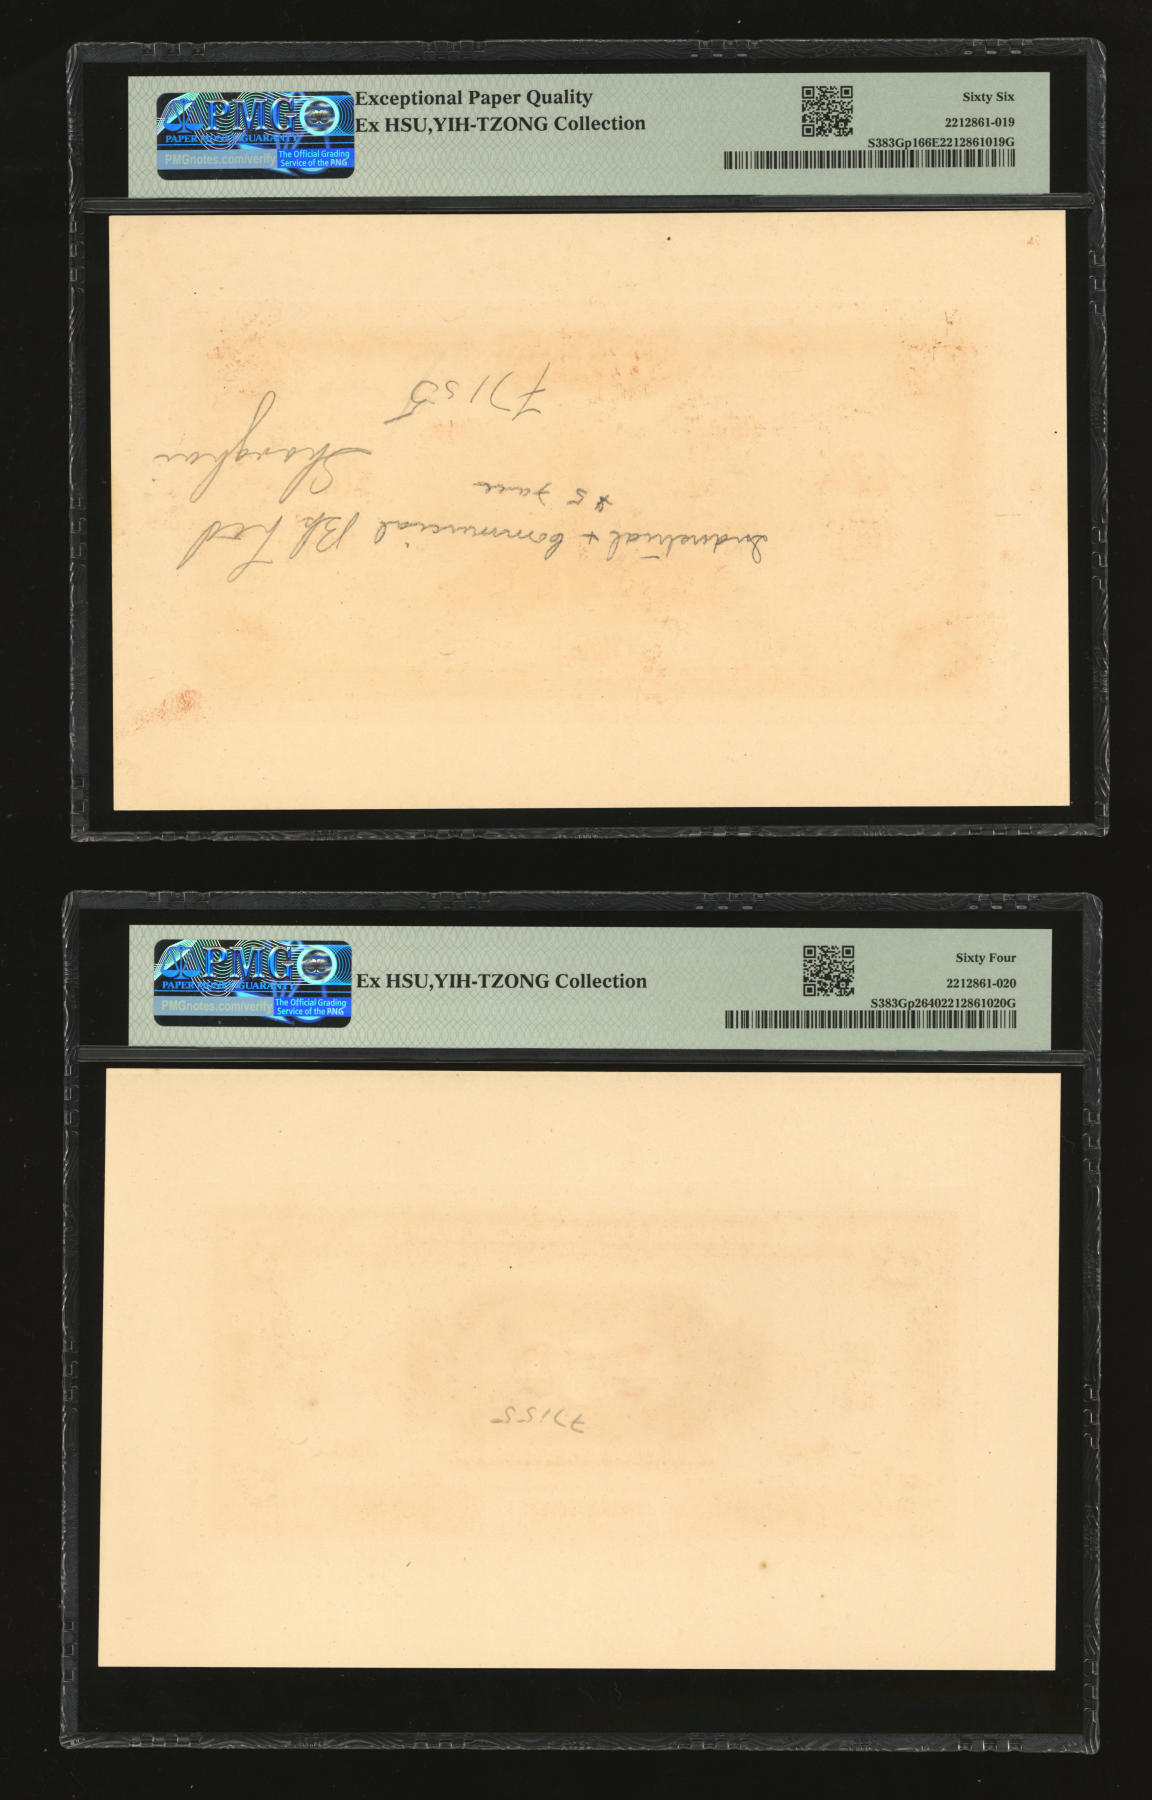 PMG
PAPER MONEY GUARANTY
PMGnotes.com/verify
The Official Grading
Service of the PNG
Exceptional Paper Quality
Ex HSU,YIH-TZONG Collection
Sixty Six
2212861-019
S383Gp166E2212861019G
Industrial + Commercial Bk Ltd
$5 Face
Shanghai
F7155
PMG
PAPER MONEY GUARANTY
PMGnotes.com/verify
The Official Grading
Service of the PNG
Ex HSU,YIH-TZONG Collection
Sixty Four
2212861-020
S383Gp26402212861020G
F7155